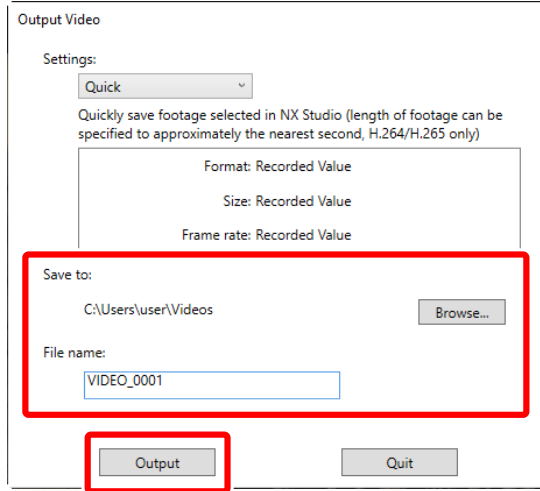 Output Video
Settings:
Quick
Quickly save footage selected in NX Studio (length of footage can be
specified to approximately the nearest second, H.264/H.265 only)
Format: Recorded Value
Size: Recorded Value
Frame rate: Recorded Value
Save to:
C:\Users\user\Videos
Browse...
File name:
VIDEO_0001
Output
Quit